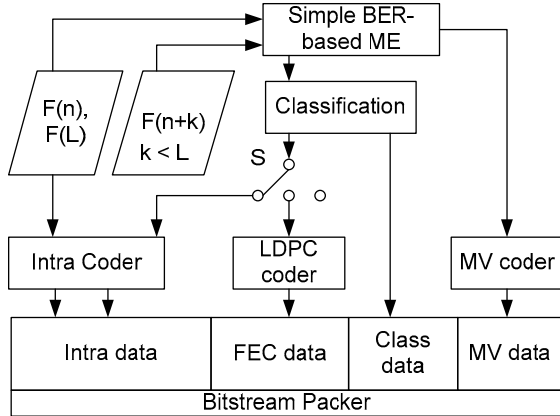 Simple BER-
based ME
F(n),
F(L)
F(n+k)
k < L
Classification
S
Intra Coder
LDPC
coder
MV coder
Intra data
FEC data
Class
data
MV data
Bitstream Packer